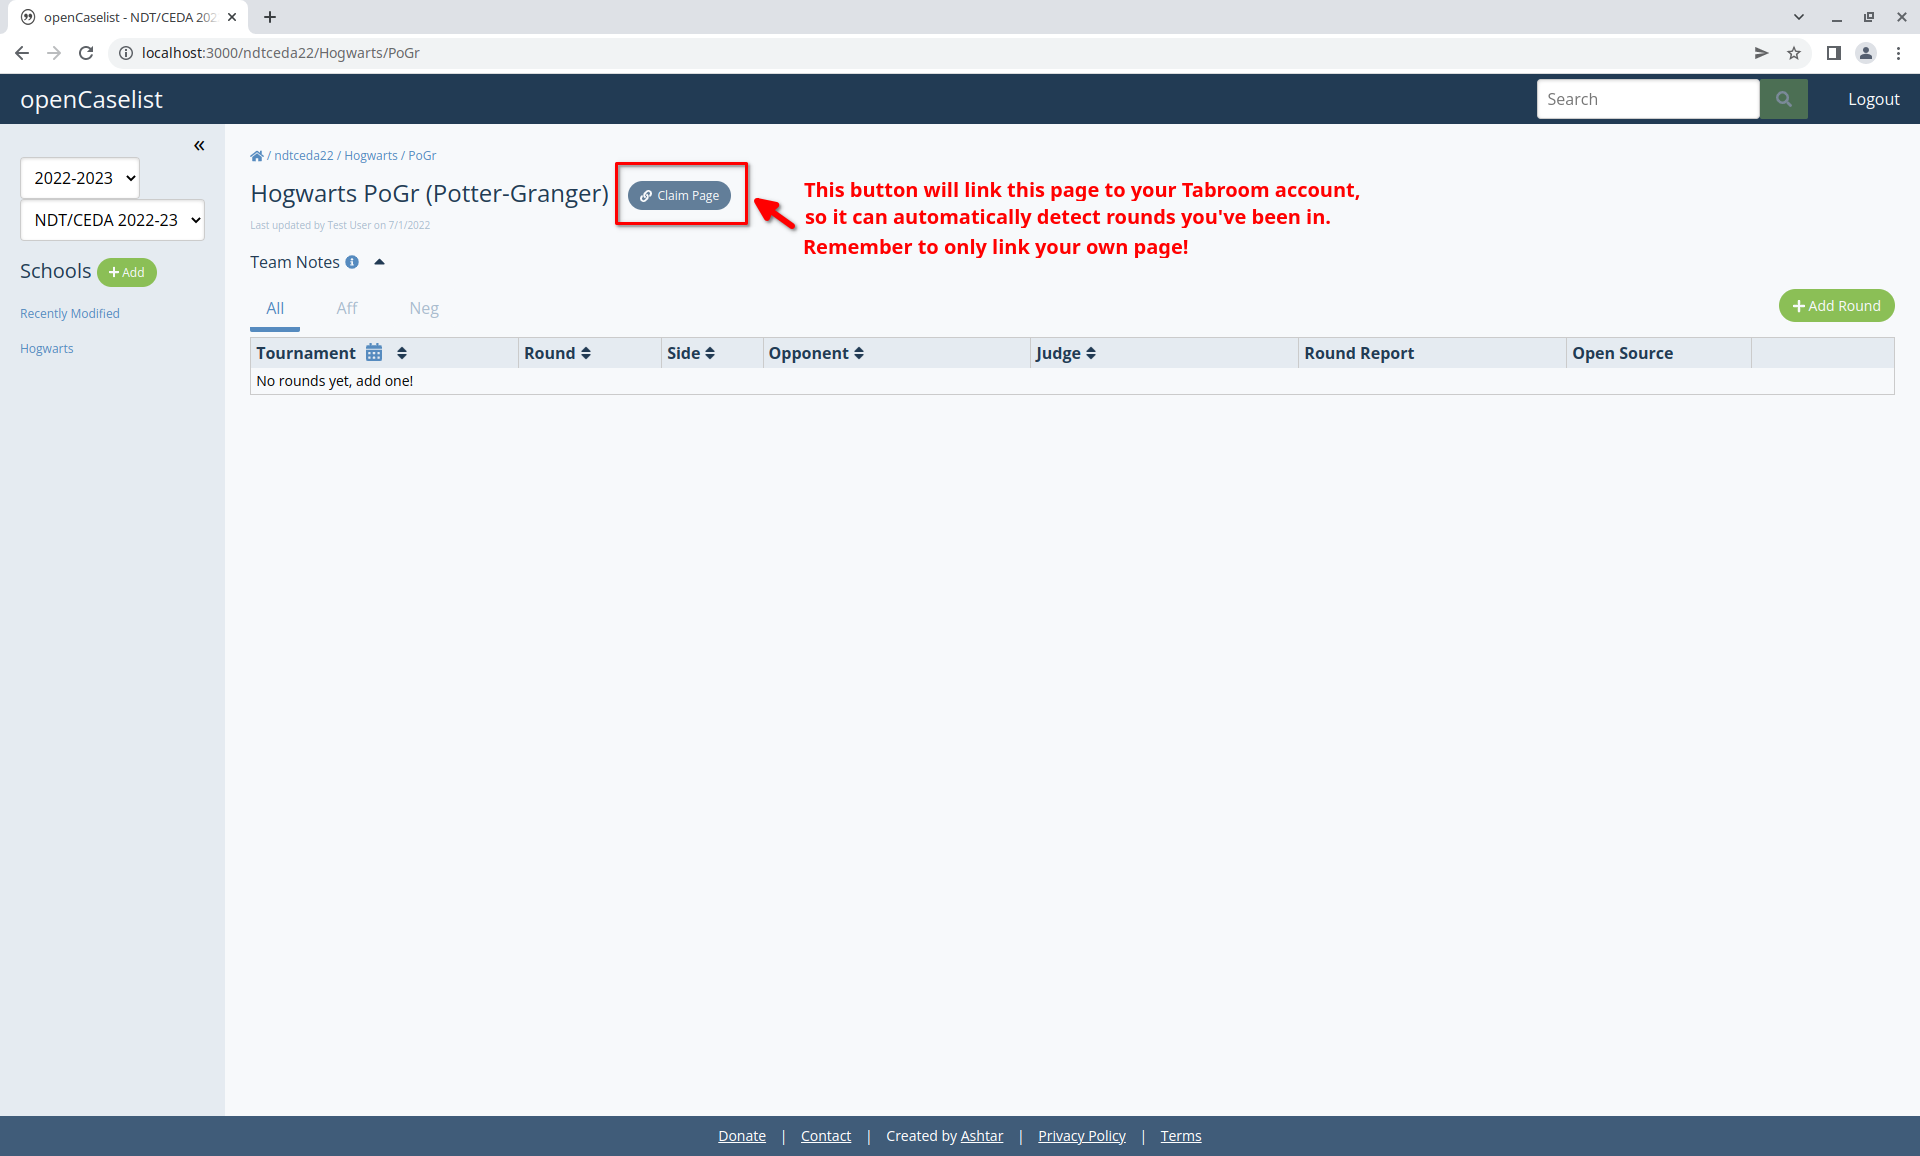 openCaselist - NDT/CEDA 202
localhost:3000/ndtceda22/Hogwarts/PoGr
openCaselist
Search
Logout
«
2022-2023
NDT/CEDA 2022-23
Schools
Add
Recently Modified
Hogwarts
/ ndtceda22 / Hogwarts / PoGr
Hogwarts PoGr (Potter-Granger)
Claim Page
Last updated by Test User on 7/1/2022
This button will link this page to your Tabroom account,
so it can automatically detect rounds you've been in.
Remember to only link your own page!
Team Notes
All Aff Neg
Add Round
Tournament Round Side Opponent Judge Round Report Open Source
No rounds yet, add one!
Donate | Contact | Created by Ashtar | Privacy Policy | Terms